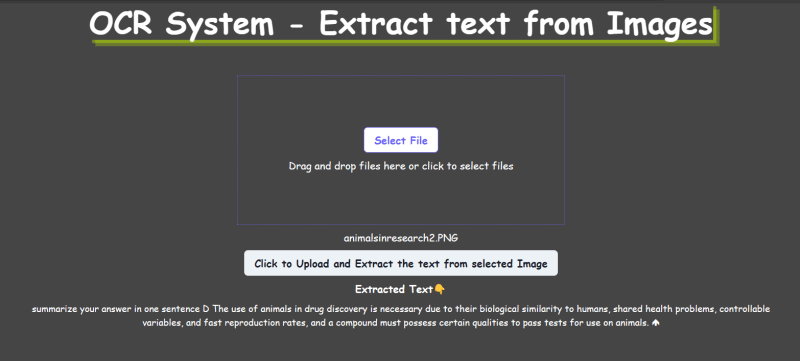 OCR System - Extract text from Images
Select File
Drag and drop files here or click to select files
animalsinresearch2.PNG
Click to Upload and Extract the text from selected Image
Extracted Text👇
summarize your answer in one sentence D The use of animals in drug discovery is necessary due to their biological similarity to humans, shared health problems, controllable
variables, and fast reproduction rates, and a compound must possess certain qualities to pass tests for use on animals.